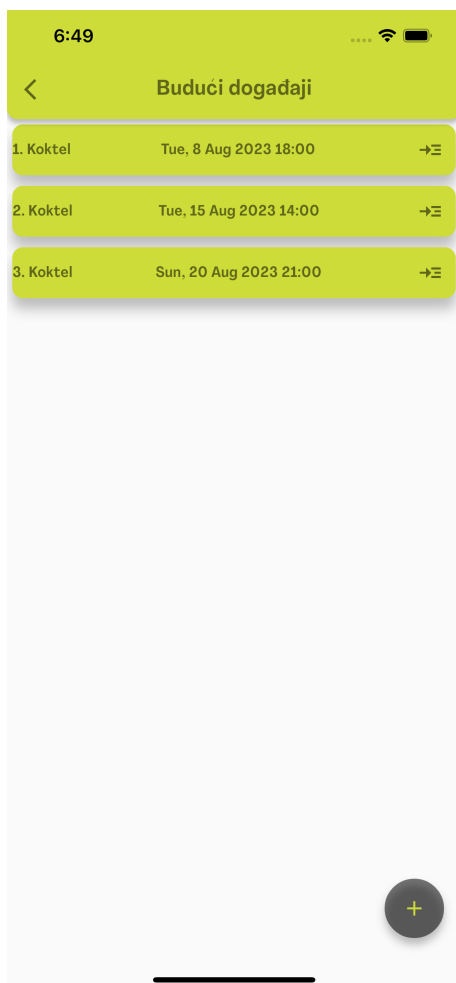 6:49
Budući događaji
1. Koktel Tue, 8 Aug 2023 18:00
2. Koktel Tue, 15 Aug 2023 14:00
3. Koktel Sun, 20 Aug 2023 21:00